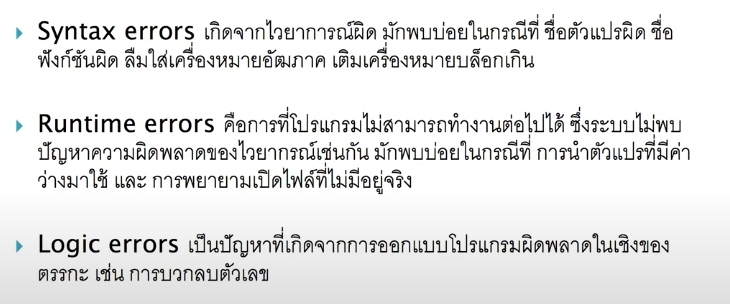 Syntax errors เกิดจากไวยาการณ์ผิด มักพบบ่อยในกรณีที่ ชื่อตัวแปรผิด ชื่อ
ฟังก์ชันผิด ลืมใส่เครื่องหมายอัฒภาค เติมเครื่องหมายบล็อกเกิน
Runtime errors คือการที่โปรแกรมไม่สามารถทำงานต่อไปได้ ซึ่งระบบไม่พบ
ปัญหาความผิดพลาดของไวยากรณ์เช่นกัน มักพบบ่อยในกรณีที่ การนำตัวแปรที่มีค่า
ว่างมาใช้ และ การพยายามเปิดไฟล์ที่ไม่มีอยู่จริง
Logic errors เป็นปัญหาที่เกิดจากการออกแบบโปรแกรมผิดพลาดในเชิงของ
ตรรกะ เช่น การบวกลบตัวเลข